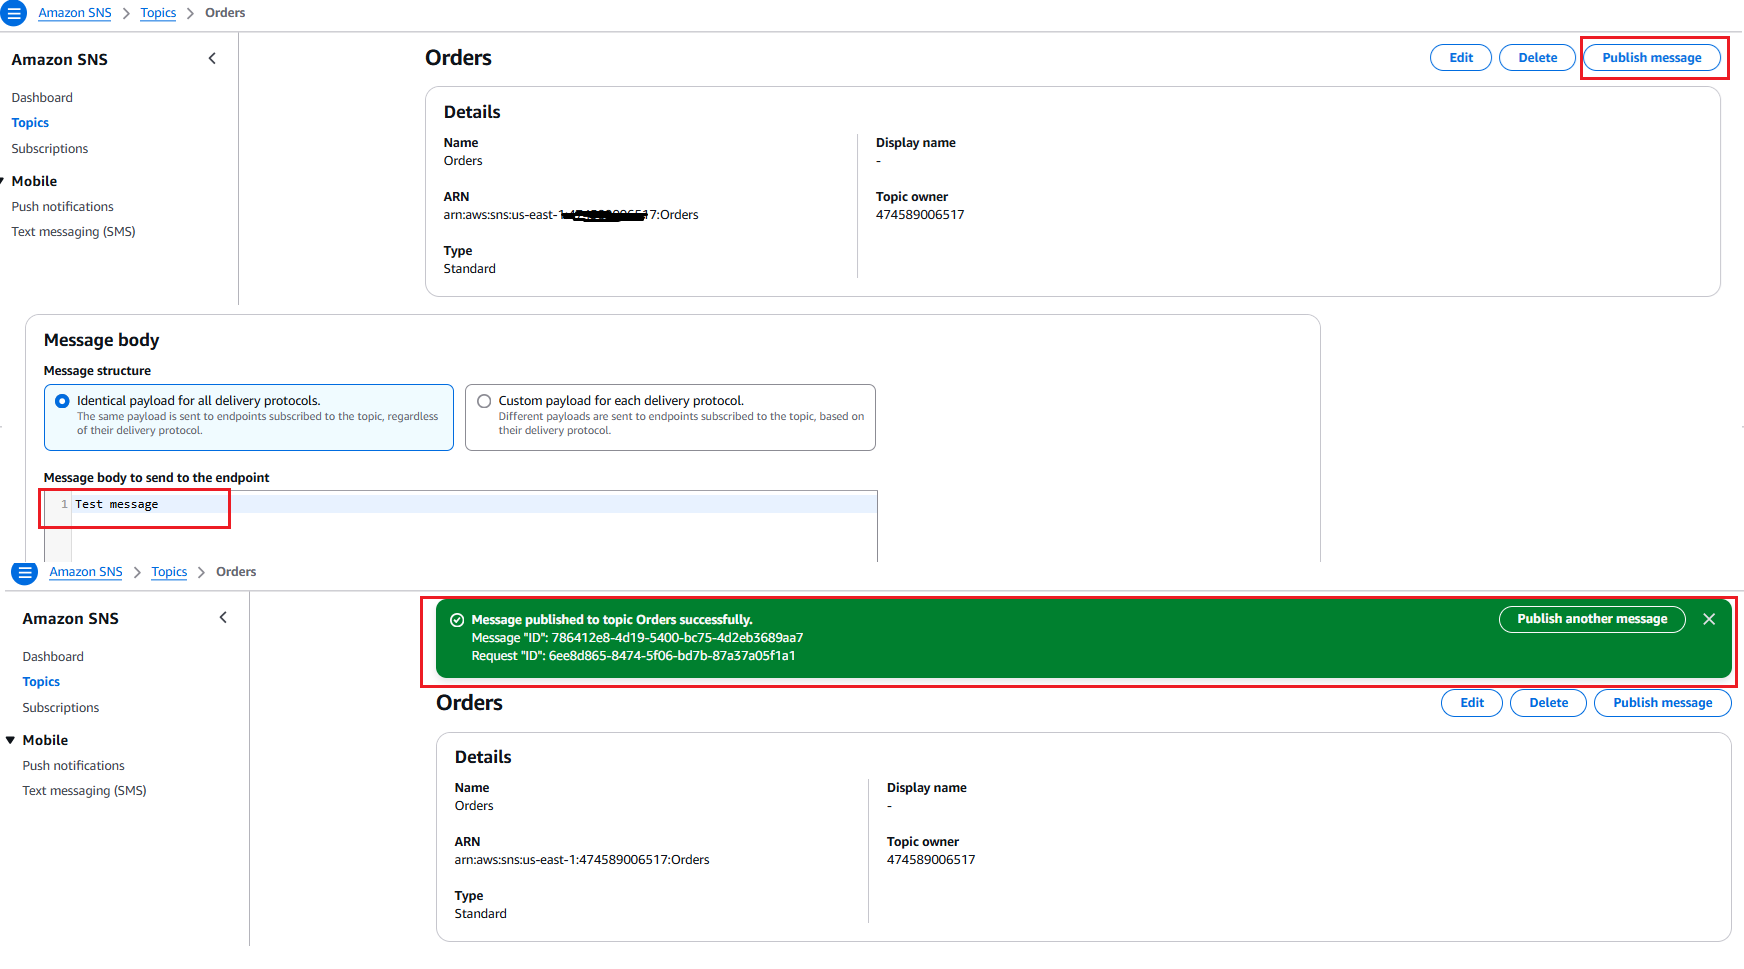 Amazon SNS > Topics > Orders
Amazon SNS
Dashboard
Topics
Subscriptions
Mobile
Push notifications
Text messaging (SMS)
Orders
Edit
Delete
Publish message
Details
Name
Orders
ARN
arn:aws:sns:us-east-1 17:Orders
Type
Standard
Display name
-
Topic owner
474589006517
Message body
Message structure
Identical payload for all delivery protocols.
The same payload is sent to endpoints subscribed to the topic, regardless
of their delivery protocol.
Custom payload for each delivery protocol.
Different payloads are sent to endpoints subscribed to the topic, based on
their delivery protocol.
Message body to send to the endpoint
1 Test message
Amazon SNS > Topics > Orders
Amazon SNS
Dashboard
Topics
Subscriptions
Mobile
Push notifications
Text messaging (SMS)
Message published to topic Orders successfully.
Message "ID": 786412e8-4d19-5400-bc75-4d2eb3689aa7
Request "ID": 6ee8d865-8474-5f06-bd7b-87a37a05f1a1
Publish another message
Orders
Edit
Delete
Publish message
Details
Name
Orders
ARN
arn:aws:sns:us-east-1:474589006517:Orders
Type
Standard
Display name
-
Topic owner
474589006517